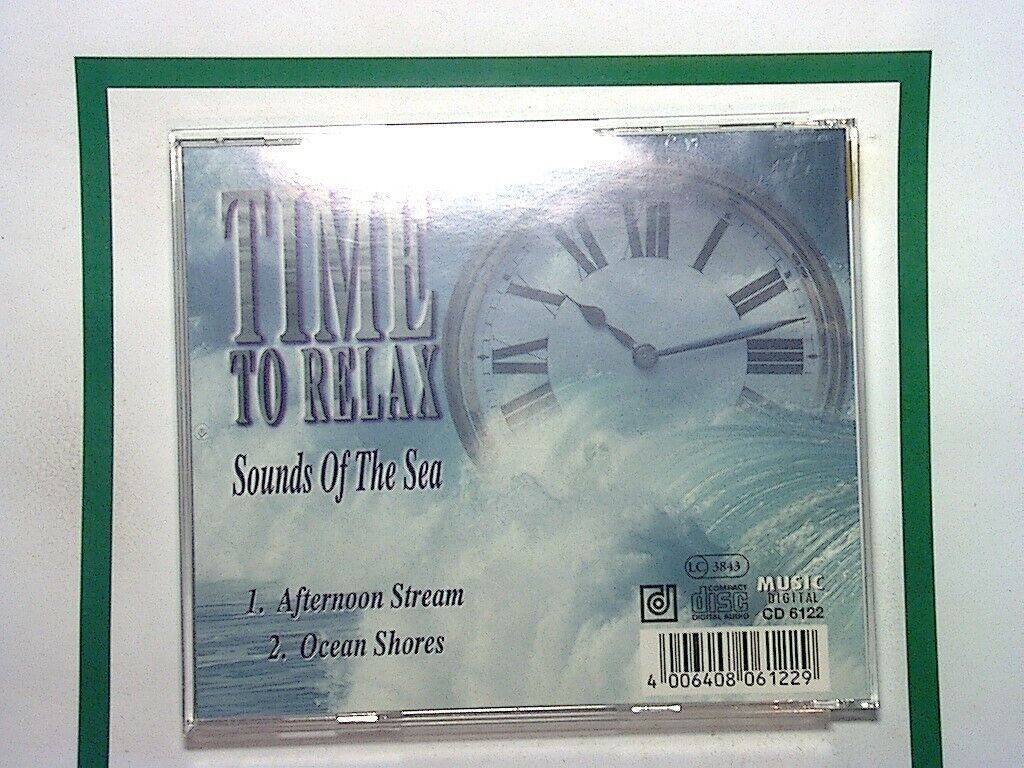 TIME
TO RELAX
Sounds Of The Sea
1. Afternoon Stream
2. Ocean Shores
LC 3843
d
COMPACT
disc
DIGITAL AUDIO
MUSIC
DIGITAL
CD 6122
4 006408 061229